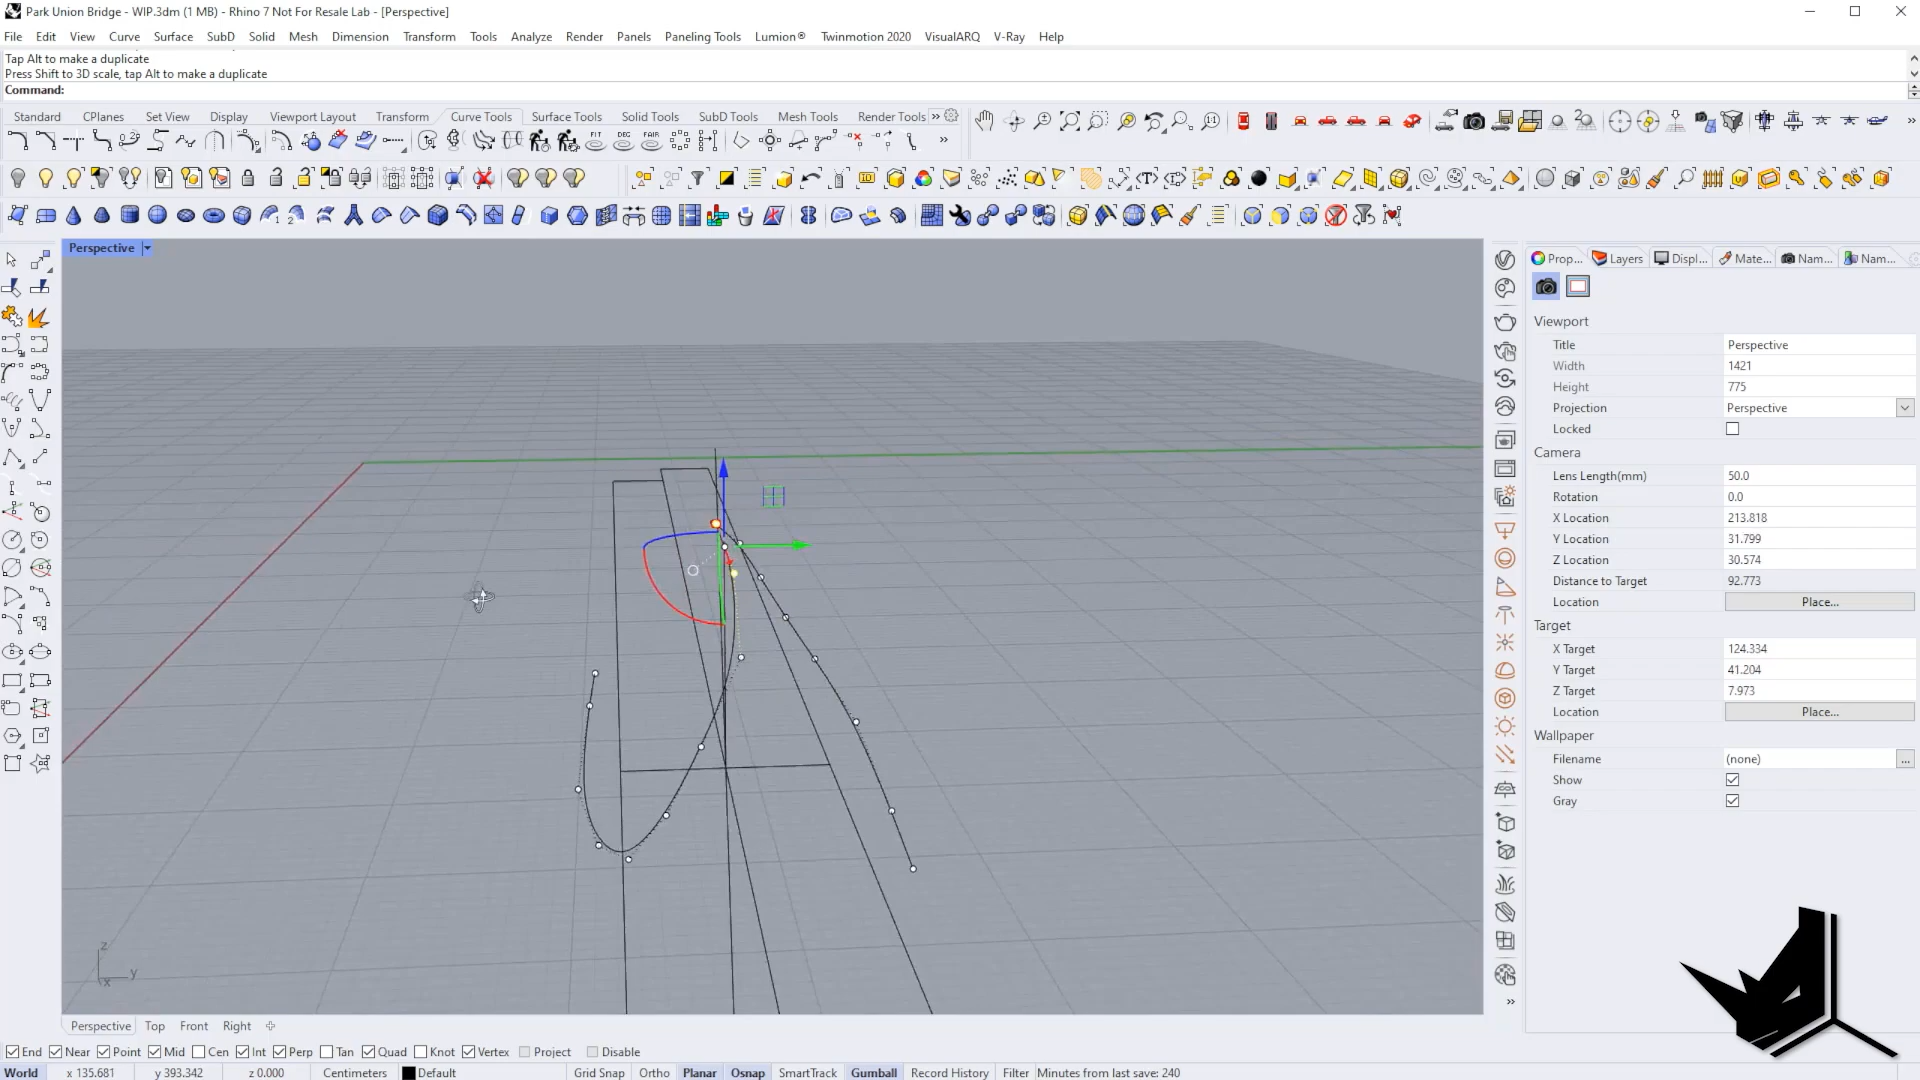 Park Union Bridge - WIP.3dm (1 MB) - Rhino 7 Not For Resale Lab - [Perspective]
File Edit View Curve Surface SubD Solid Mesh Dimension Transform Tools Analyze Render Panels Paneling Tools Lumion® Twinmotion 2020 VisualARQ V-Ray Help
Tap Alt to make a duplicate
Press Shift to 3D scale, tap Alt to make a duplicate
Command:
Standard CPlanes Set View Display Viewport Layout Transform Curve Tools Surface Tools Solid Tools SubD Tools Mesh Tools Render Tools »
Perspective
Prop... Layers Displ... Mate... Nam... Nam...
Viewport
Title Perspective
Width 1421
Height 775
Projection Perspective
Locked
Camera
Lens Length(mm) 50.0
Rotation 0.0
X Location 213.818
Y Location 31.799
Z Location 30.574
Distance to Target 92.773
Location Place...
Target
X Target 124.334
Y Target 41.204
Z Target 7.973
Location Place...
Wallpaper
Filename (none) ...
Show
Gray
z
y
x
Perspective Top Front Right
End Near Point Mid Cen Int Perp Tan Quad Knot Vertex Project Disable
World x 135.681 y 393.342 z 0.000 Centimeters Default Grid Snap Ortho Planar Osnap SmartTrack Gumball Record History Filter Minutes from last save: 240